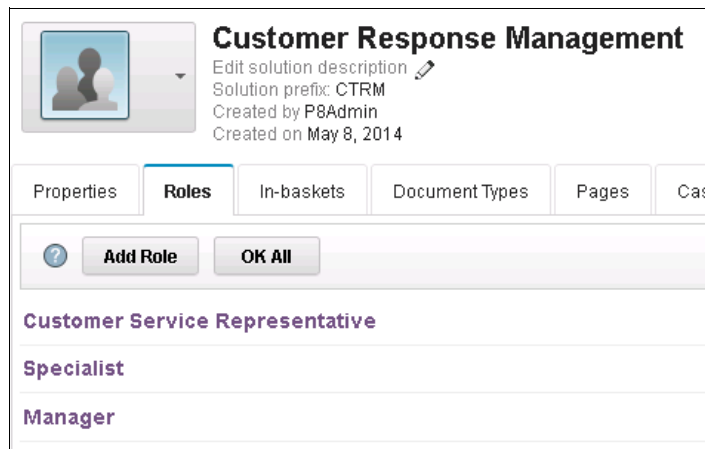 Customer Response Management
Edit solution description
Solution prefix: CTRM
Created by P8Admin
Created on May 8, 2014
Properties Roles In-baskets Document Types Pages Cas
? Add Role OK All
Customer Service Representative
Specialist
Manager